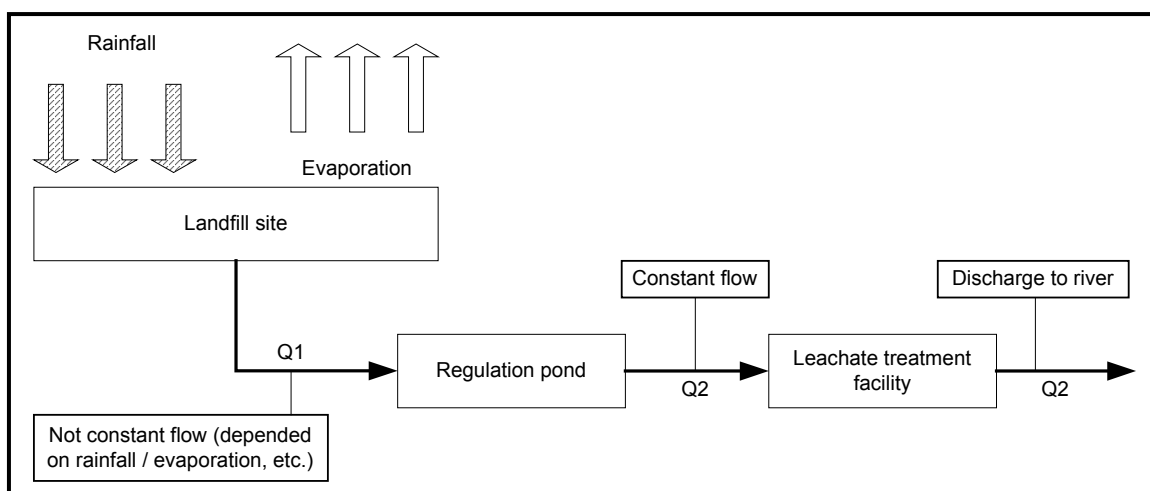 Rainfall
Evaporation
Landfill site
Constant flow
Discharge to river
Q1
Regulation pond
Q2
Leachate treatment
facility
Q2
Not constant flow (depended
on rainfall / evaporation, etc.)